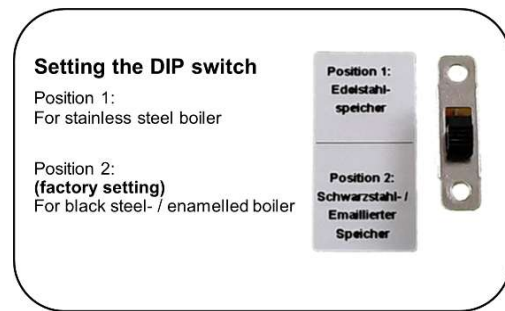 Setting the DIP switch
Position 1:
For stainless steel boiler
Position 2:
(factory setting)
For black steel- / enamelled boiler
Position 1:
Edelstahl-
speicher
Position 2:
Schwarzstahl- /
Emaillierter
Speicher